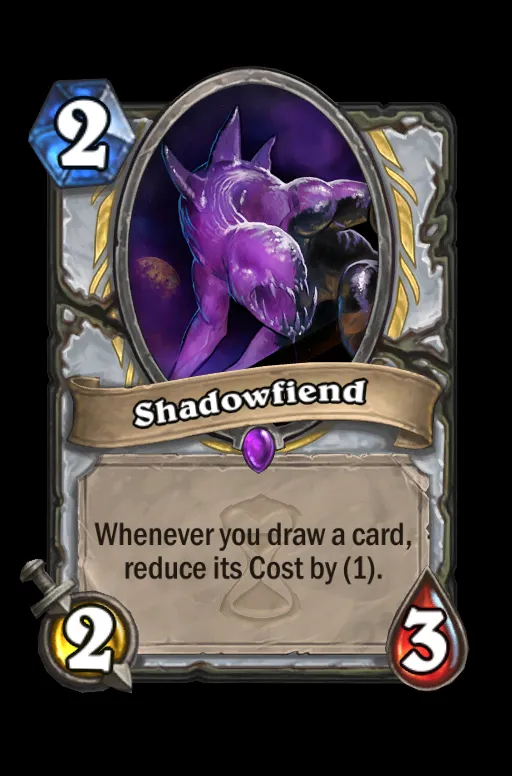 2
Shadowfiend
Whenever you draw a card,
reduce its Cost by (1).
2
3